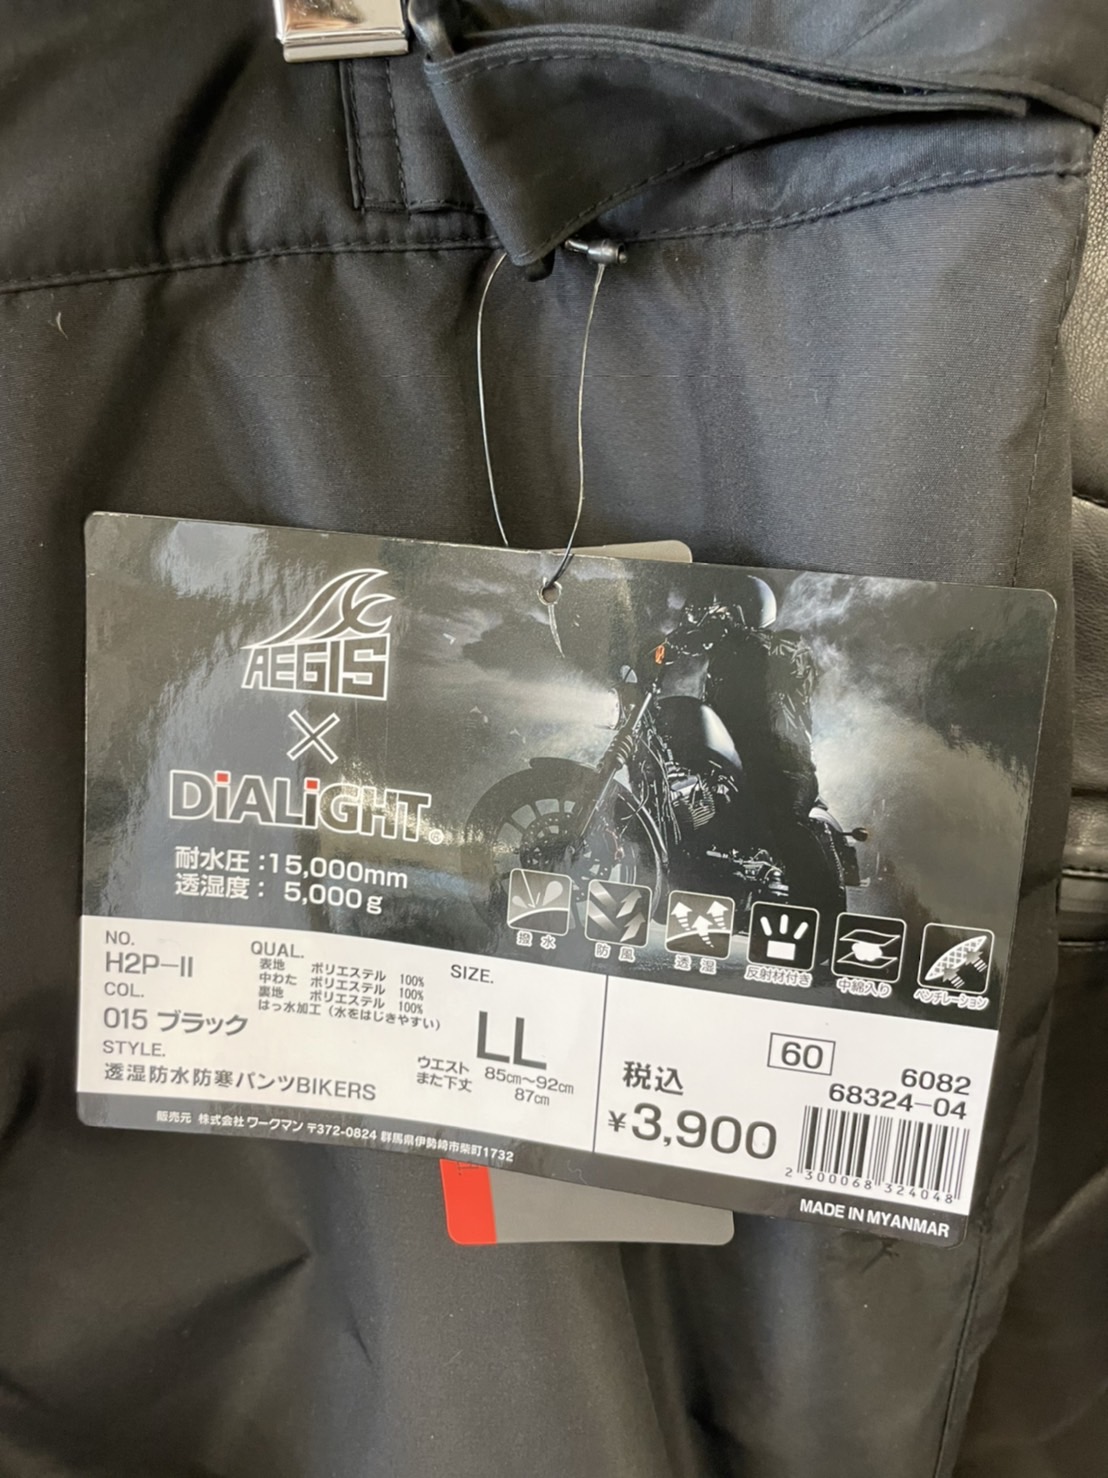 AEGIS
×
DiALiGHT®
耐水圧：15,000mm
透湿度： 5,000g
撥水
防風
透湿
反射材付き
中綿入り
ベンチレーション
NO.
H2P-II
COL.
015 ブラック
STYLE.
透湿防水防寒パンツBIKERS
QUAL.
表地 ポリエステル 100%
中わた ポリエステル 100%
裏地 ポリエステル 100%
はっ水加工（水をはじきやすい）
SIZE.
LL
ウエスト 85cm～92cm
また下丈 87cm
60
税込
¥3,900
6082
68324-04
2 300068 324048
販売元 株式会社 ワークマン 〒372-0824 群馬県伊勢崎市柴町1732
MADE IN MYANMAR